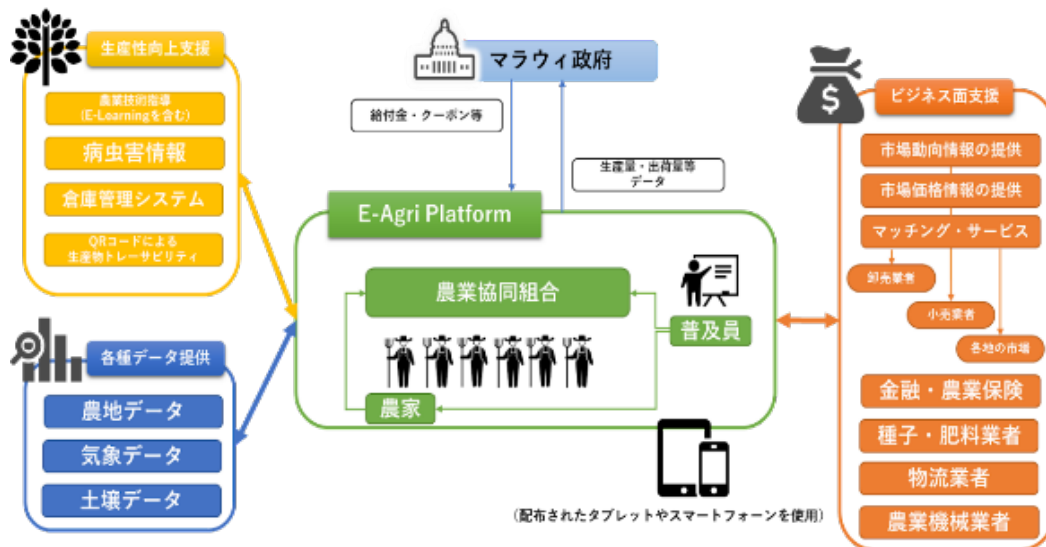 生産性向上支援
農業技術指導
(E-Learningを含む)
病虫害情報
倉庫管理システム
QRコードによる
生産物トレーサビリティ
各種データ提供
農地データ
気象データ
土壌データ
マラウィ政府
給付金・クーポン等
生産量・出荷量等
データ
E-Agri Platform
農業協同組合
普及員
農家
(配布されたタブレットやスマートフォーンを使用)
$
ビジネス面支援
市場動向情報の提供
市場価格情報の提供
マッチング・サービス
卸売業者
小売業者
各地の市場
金融・農業保険
種子・肥料業者
物流業者
農業機械業者